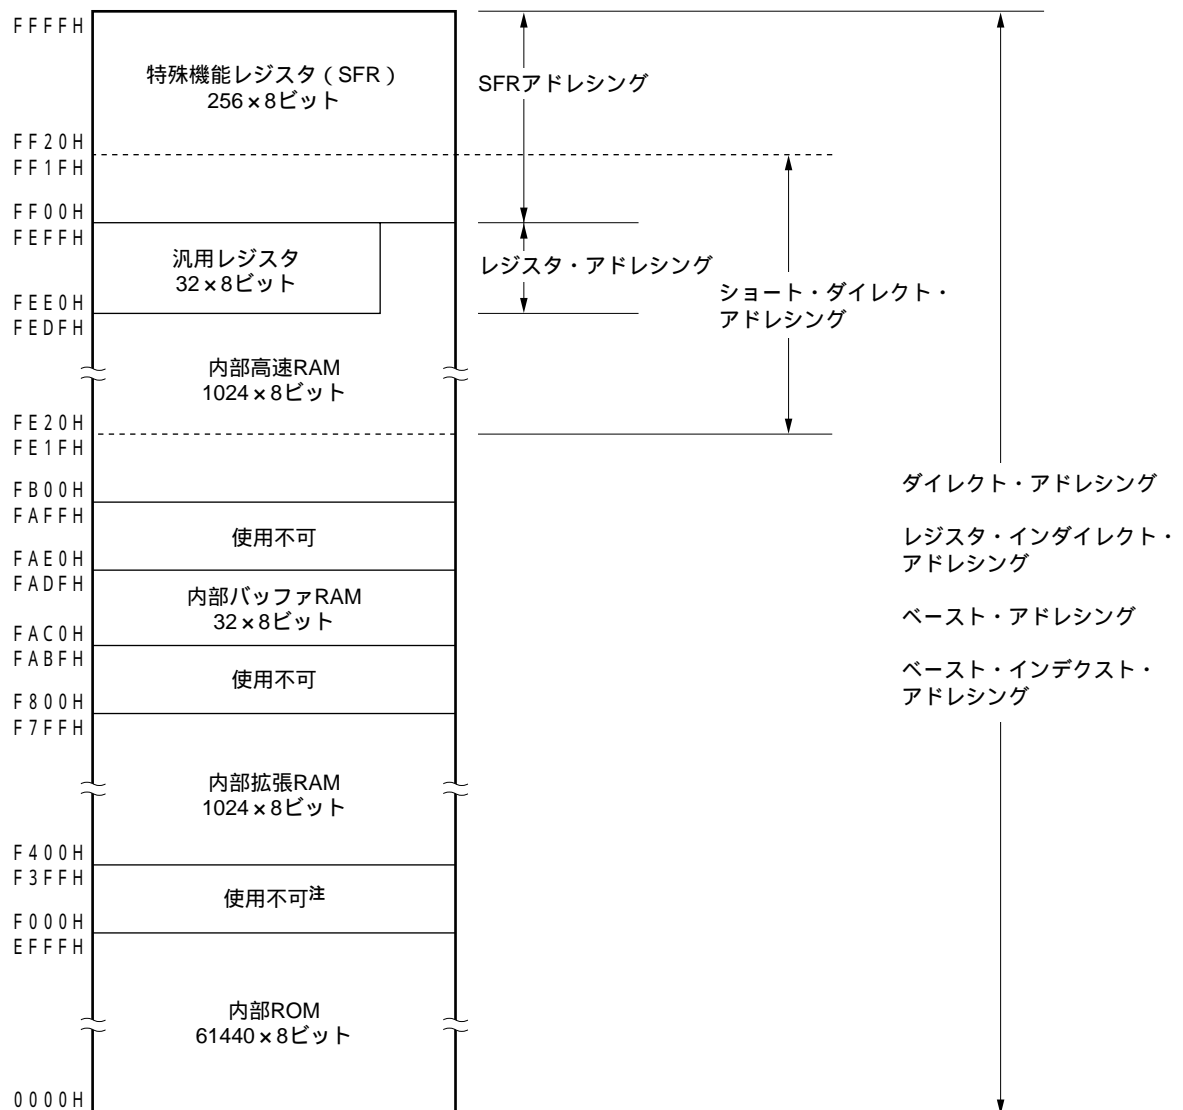 FFFFH
特殊機能レジスタ（SFR）
256×8ビット
SFRアドレシング
FF20H
FF1FH
FF00H
FEFFH
汎用レジスタ
32×8ビット
レジスタ・アドレシング
ショート・ダイレクト・
アドレシング
FEE0H
FEDFH
内部高速RAM
1024×8ビット
FE20H
FE1FH
FB00H
FAFFH
使用不可
FAE0H
FADFH
内部バッファRAM
32×8ビット
FAC0H
FABFH
使用不可
F800H
F7FFH
ダイレクト・アドレシング
レジスタ・インダイレクト・
アドレシング
ベースト・アドレシング
ベースト・インデクスト・
アドレシング
内部拡張RAM
1024×8ビット
F400H
F3FFH
使用不可注
F000H
EFFFH
内部ROM
61440×8ビット
0000H